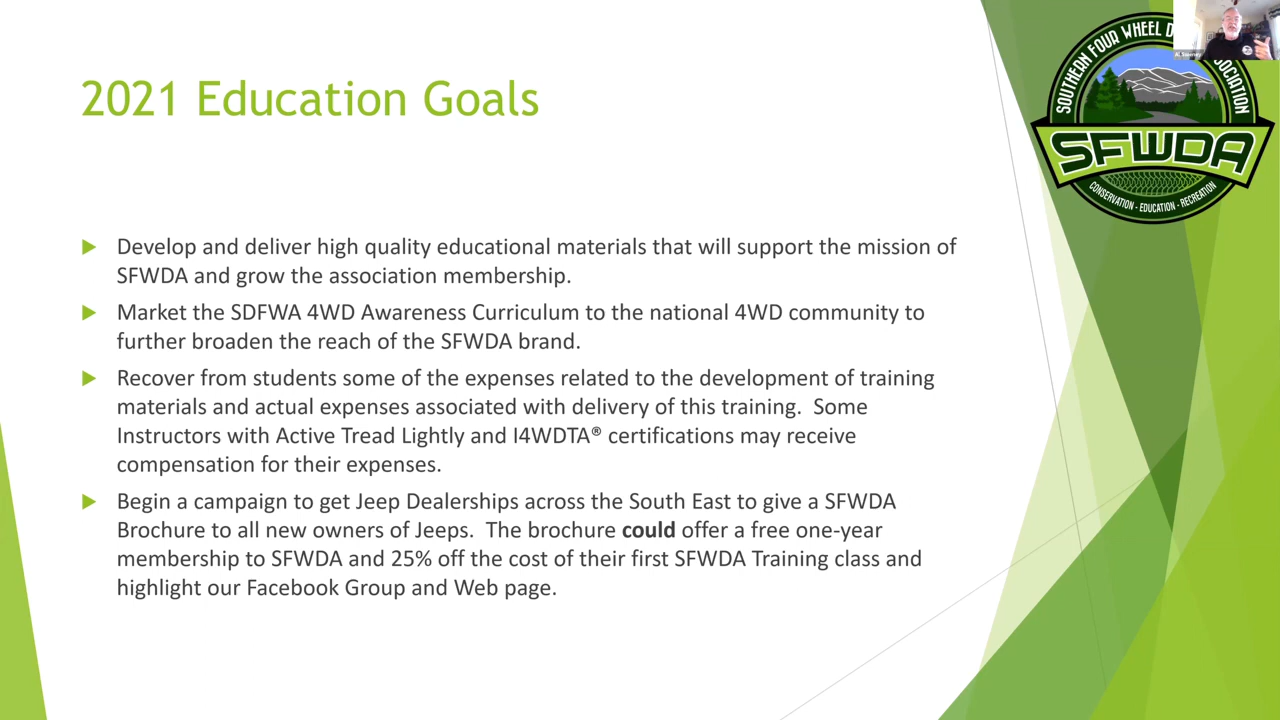 2021 Education Goals
Develop and deliver high quality educational materials that will support the mission of
SFWDA and grow the association membership.
Market the SDFWA 4WD Awareness Curriculum to the national 4WD community to
further broaden the reach of the SFWDA brand.
Recover from students some of the expenses related to the development of training
materials and actual expenses associated with delivery of this training.  Some
Instructors with Active Tread Lightly and I4WDTA® certifications may receive
compensation for their expenses.
Begin a campaign to get Jeep Dealerships across the South East to give a SFWDA
Brochure to all new owners of Jeeps.  The brochure could offer a free one-year
membership to SFWDA and 25% off the cost of their first SFWDA Training class and
highlight our Facebook Group and Web page.
SOUTHERN FOUR WHEEL D
SFWDA
CONSERVATION - EDUCATION - RECREATION